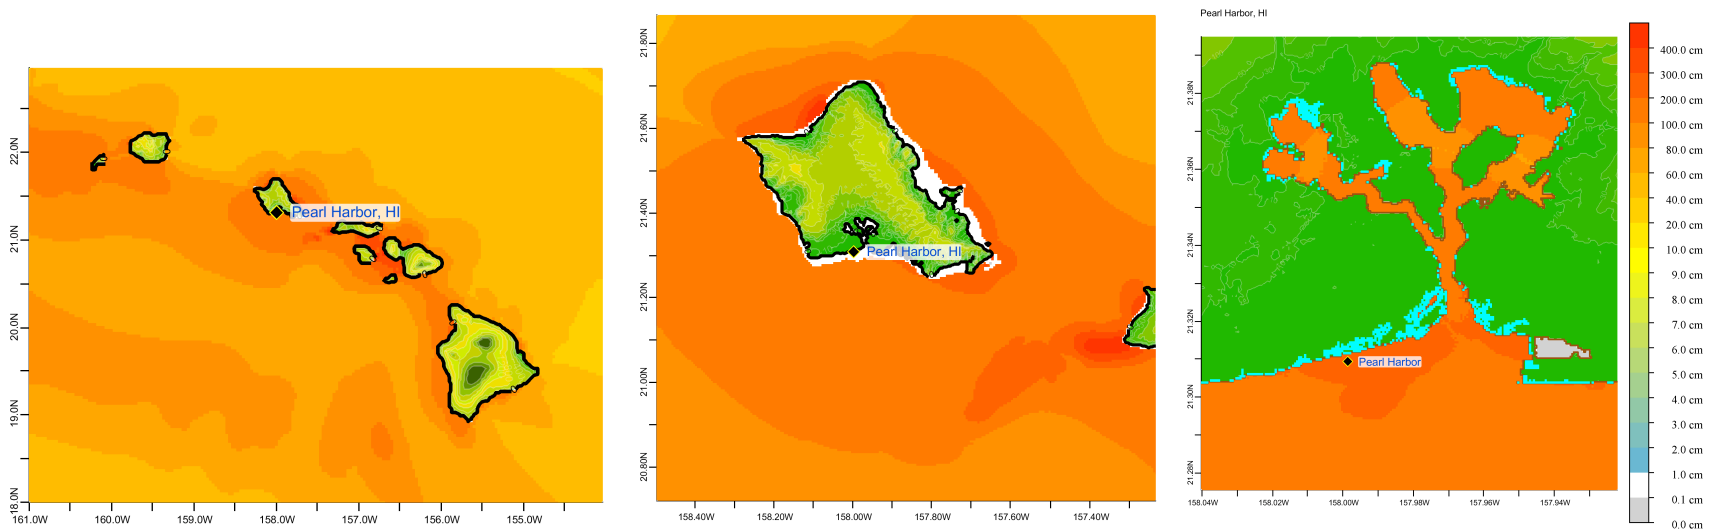 22.0N
21.0N
20.0N
19.0N
18.0N
161.0W 160.0W 159.0W 158.0W 157.0W 156.0W 155.0W
Pearl Harbor, HI
21.80N
21.60N
21.40N
21.20N
21.00N
20.80N
158.40W 158.20W 158.00W 157.80W 157.60W 157.40W
Pearl Harbor, HI
Pearl Harbor, HI
21.38N
21.36N
21.34N
21.32N
21.30N
21.28N
158.04W 158.02W 158.00W 157.98W 157.96W 157.94W
Pearl Harbor
400.0 cm
300.0 cm
200.0 cm
100.0 cm
80.0 cm
60.0 cm
40.0 cm
20.0 cm
10.0 cm
9.0 cm
8.0 cm
7.0 cm
6.0 cm
5.0 cm
4.0 cm
3.0 cm
2.0 cm
1.0 cm
0.1 cm
0.0 cm